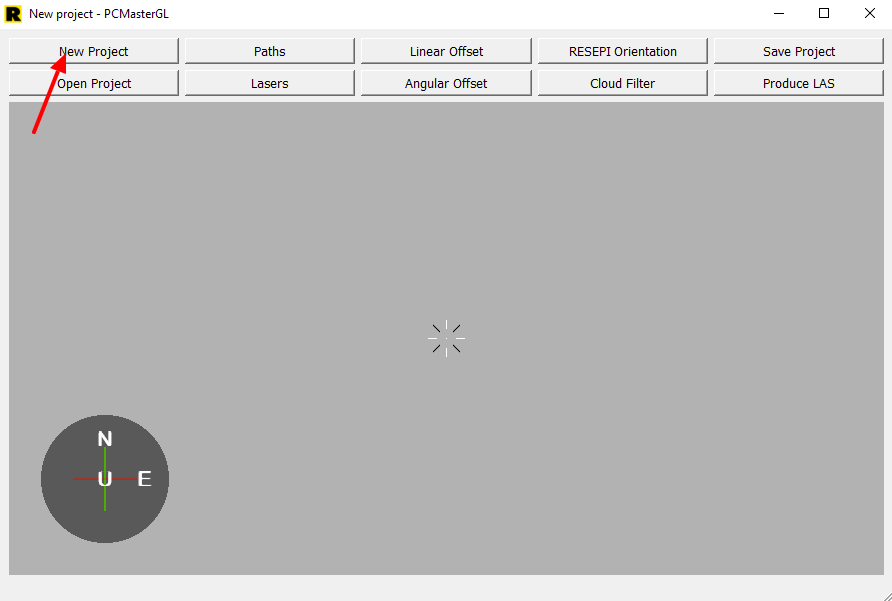 R New project - PCMasterGL
New Project Paths Linear Offset RESEPI Orientation Save Project
Open Project Lasers Angular Offset Cloud Filter Produce LAS
N
U E